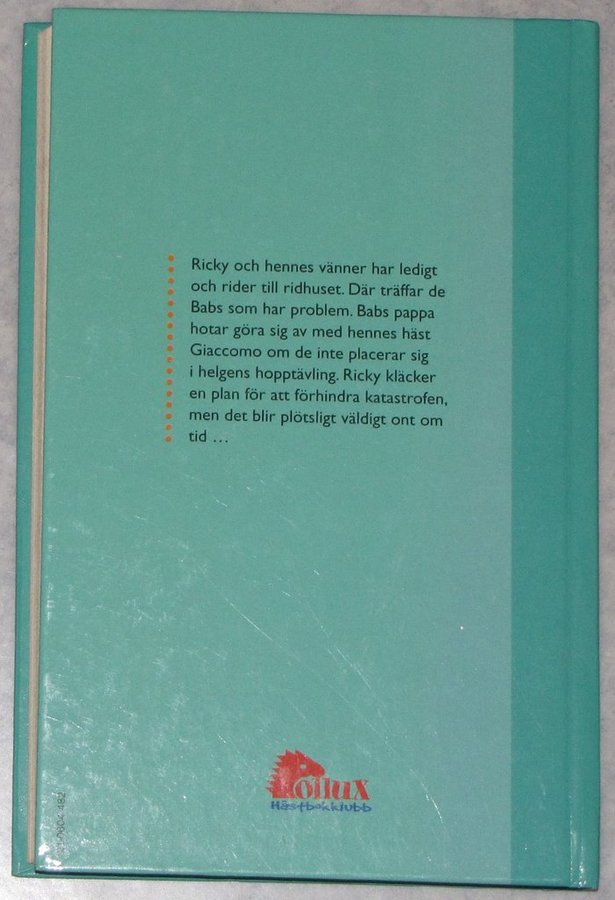 Ricky och hennes vänner har ledigt
och rider till ridhuset. Där träffar de
Babs som har problem. Babs pappa
hotar göra sig av med hennes häst
Giaccomo om de inte placerar sig
i helgens hopptävling. Ricky kläcker
en plan för att förhindra katastrofen,
men det blir plötsligt väldigt ont om
tid …
Pollux
Hästbokklubb